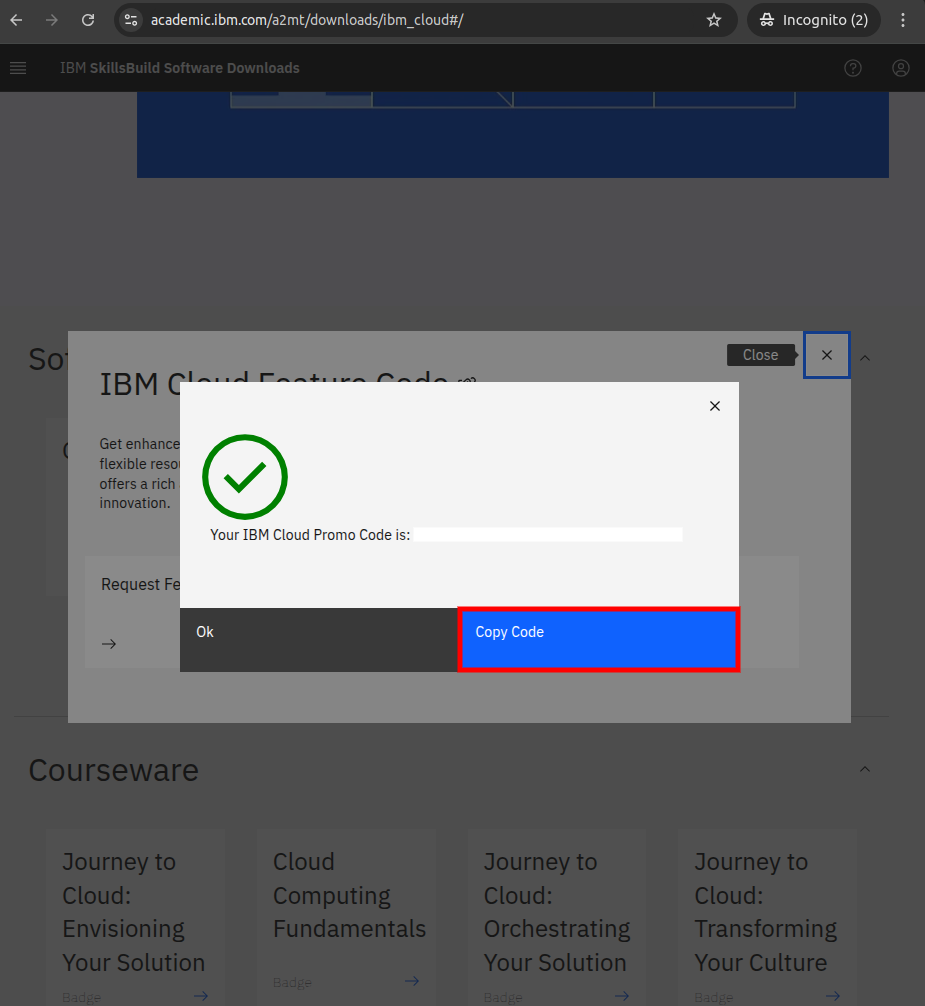 academic.ibm.com/a2mt/downloads/ibm_cloud#/
Incognito (2)
IBM SkillsBuild Software Downloads
Close
IBM Cloud Feature Code
Get enhance
flexible resou
offers a rich
innovation.
Your IBM Cloud Promo Code is:
Request Fe
Ok
Copy Code
Courseware
Journey to
Cloud:
Envisioning
Your Solution
Badge
Cloud
Computing
Fundamentals
Badge
Journey to
Cloud:
Orchestrating
Your Solution
Badge
Journey to
Cloud:
Transforming
Your Culture
Badge